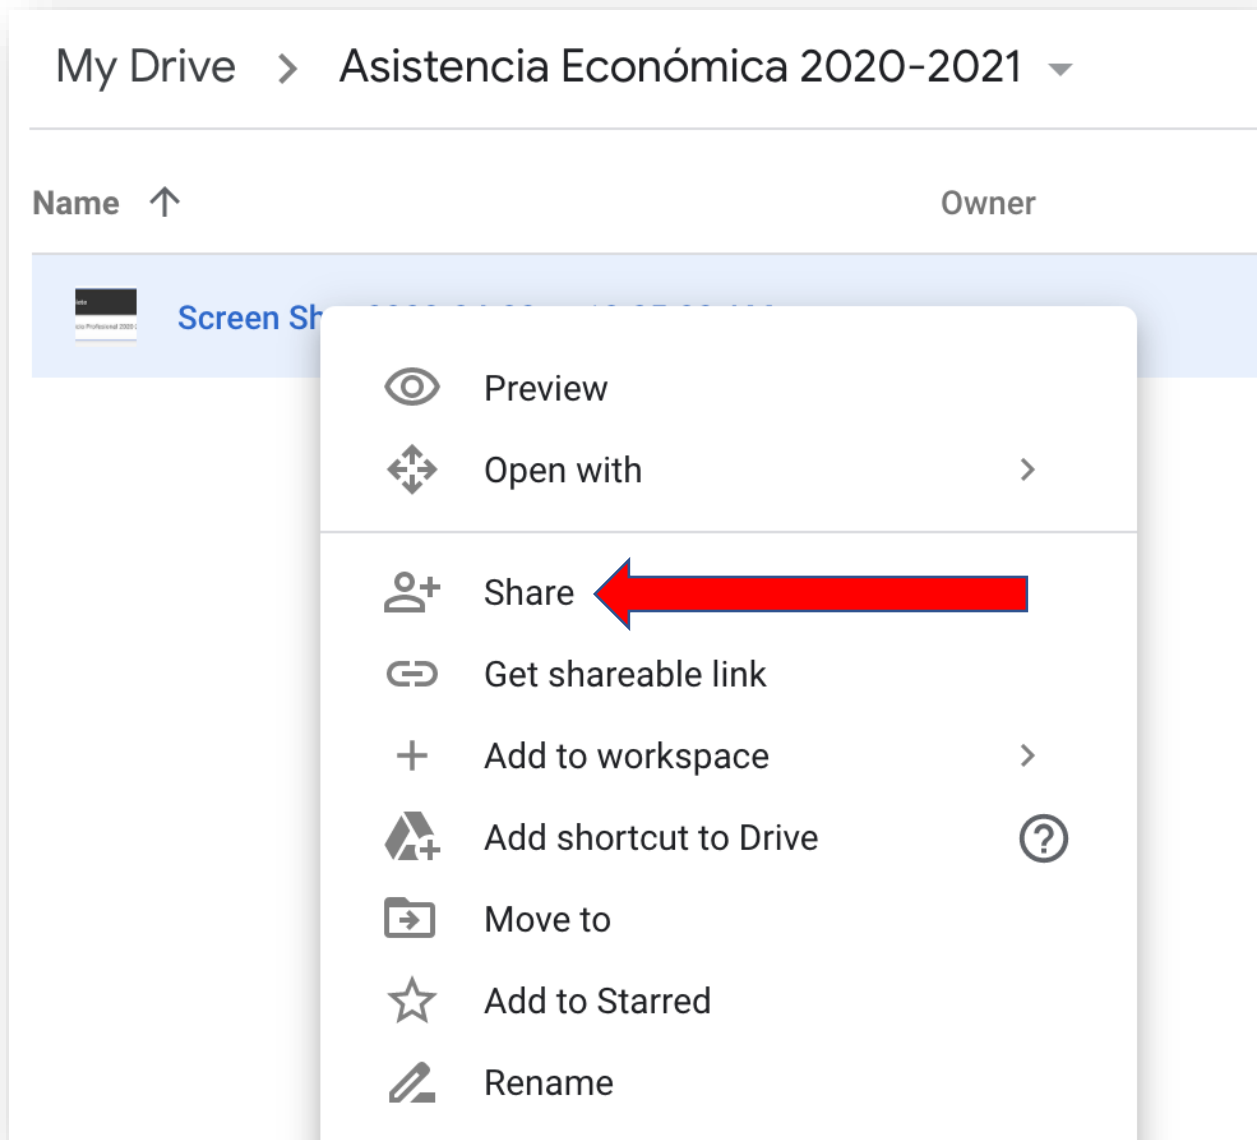 My Drive > Asistencia Económica 2020-2021
Name Owner
Screen Sh
Preview
Open with
Share
Get shareable link
Add to workspace
Add shortcut to Drive
Move to
Add to Starred
Rename